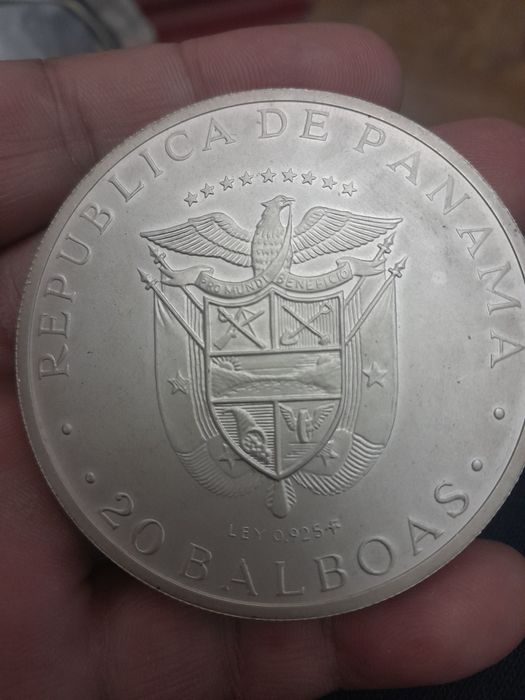 REPUBLICA DE PANAMA
PRO MUNDI BENEFICIO
LEY 0.925
20 BALBOAS